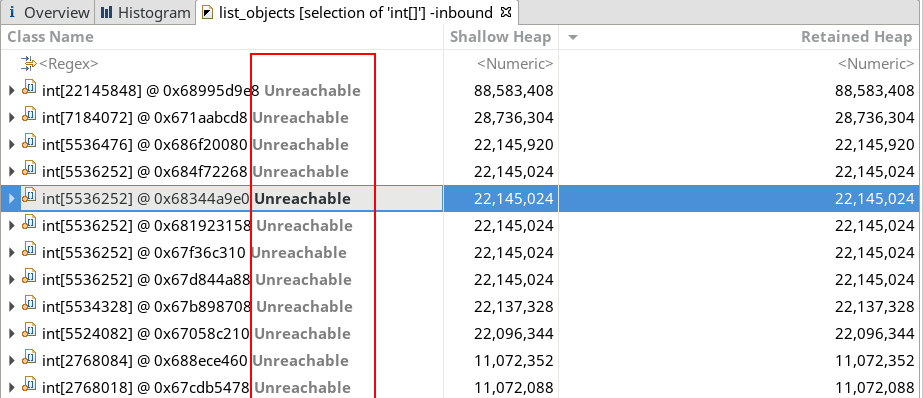 i Overview Histogram list_objects [selection of 'int[]'] -inbound
Class Name Shallow Heap Retained Heap
<Regex> <Numeric> <Numeric>
int[22145848] @ 0x68995d9e8 Unreachable 88,583,408 88,583,408
int[7184072] @ 0x671aabcd8 Unreachable 28,736,304 28,736,304
int[5536476] @ 0x686f20080 Unreachable 22,145,920 22,145,920
int[5536252] @ 0x684f72268 Unreachable 22,145,024 22,145,024
int[5536252] @ 0x68344a9e0 Unreachable 22,145,024 22,145,024
int[5536252] @ 0x681923158 Unreachable 22,145,024 22,145,024
int[5536252] @ 0x67f36c310 Unreachable 22,145,024 22,145,024
int[5536252] @ 0x67d844a88 Unreachable 22,145,024 22,145,024
int[5534328] @ 0x67b898708 Unreachable 22,137,328 22,137,328
int[5524082] @ 0x67058c210 Unreachable 22,096,344 22,096,344
int[2768084] @ 0x688ece460 Unreachable 11,072,352 11,072,352
int[2768018] @ 0x67cdb5478 Unreachable 11,072,088 11,072,088